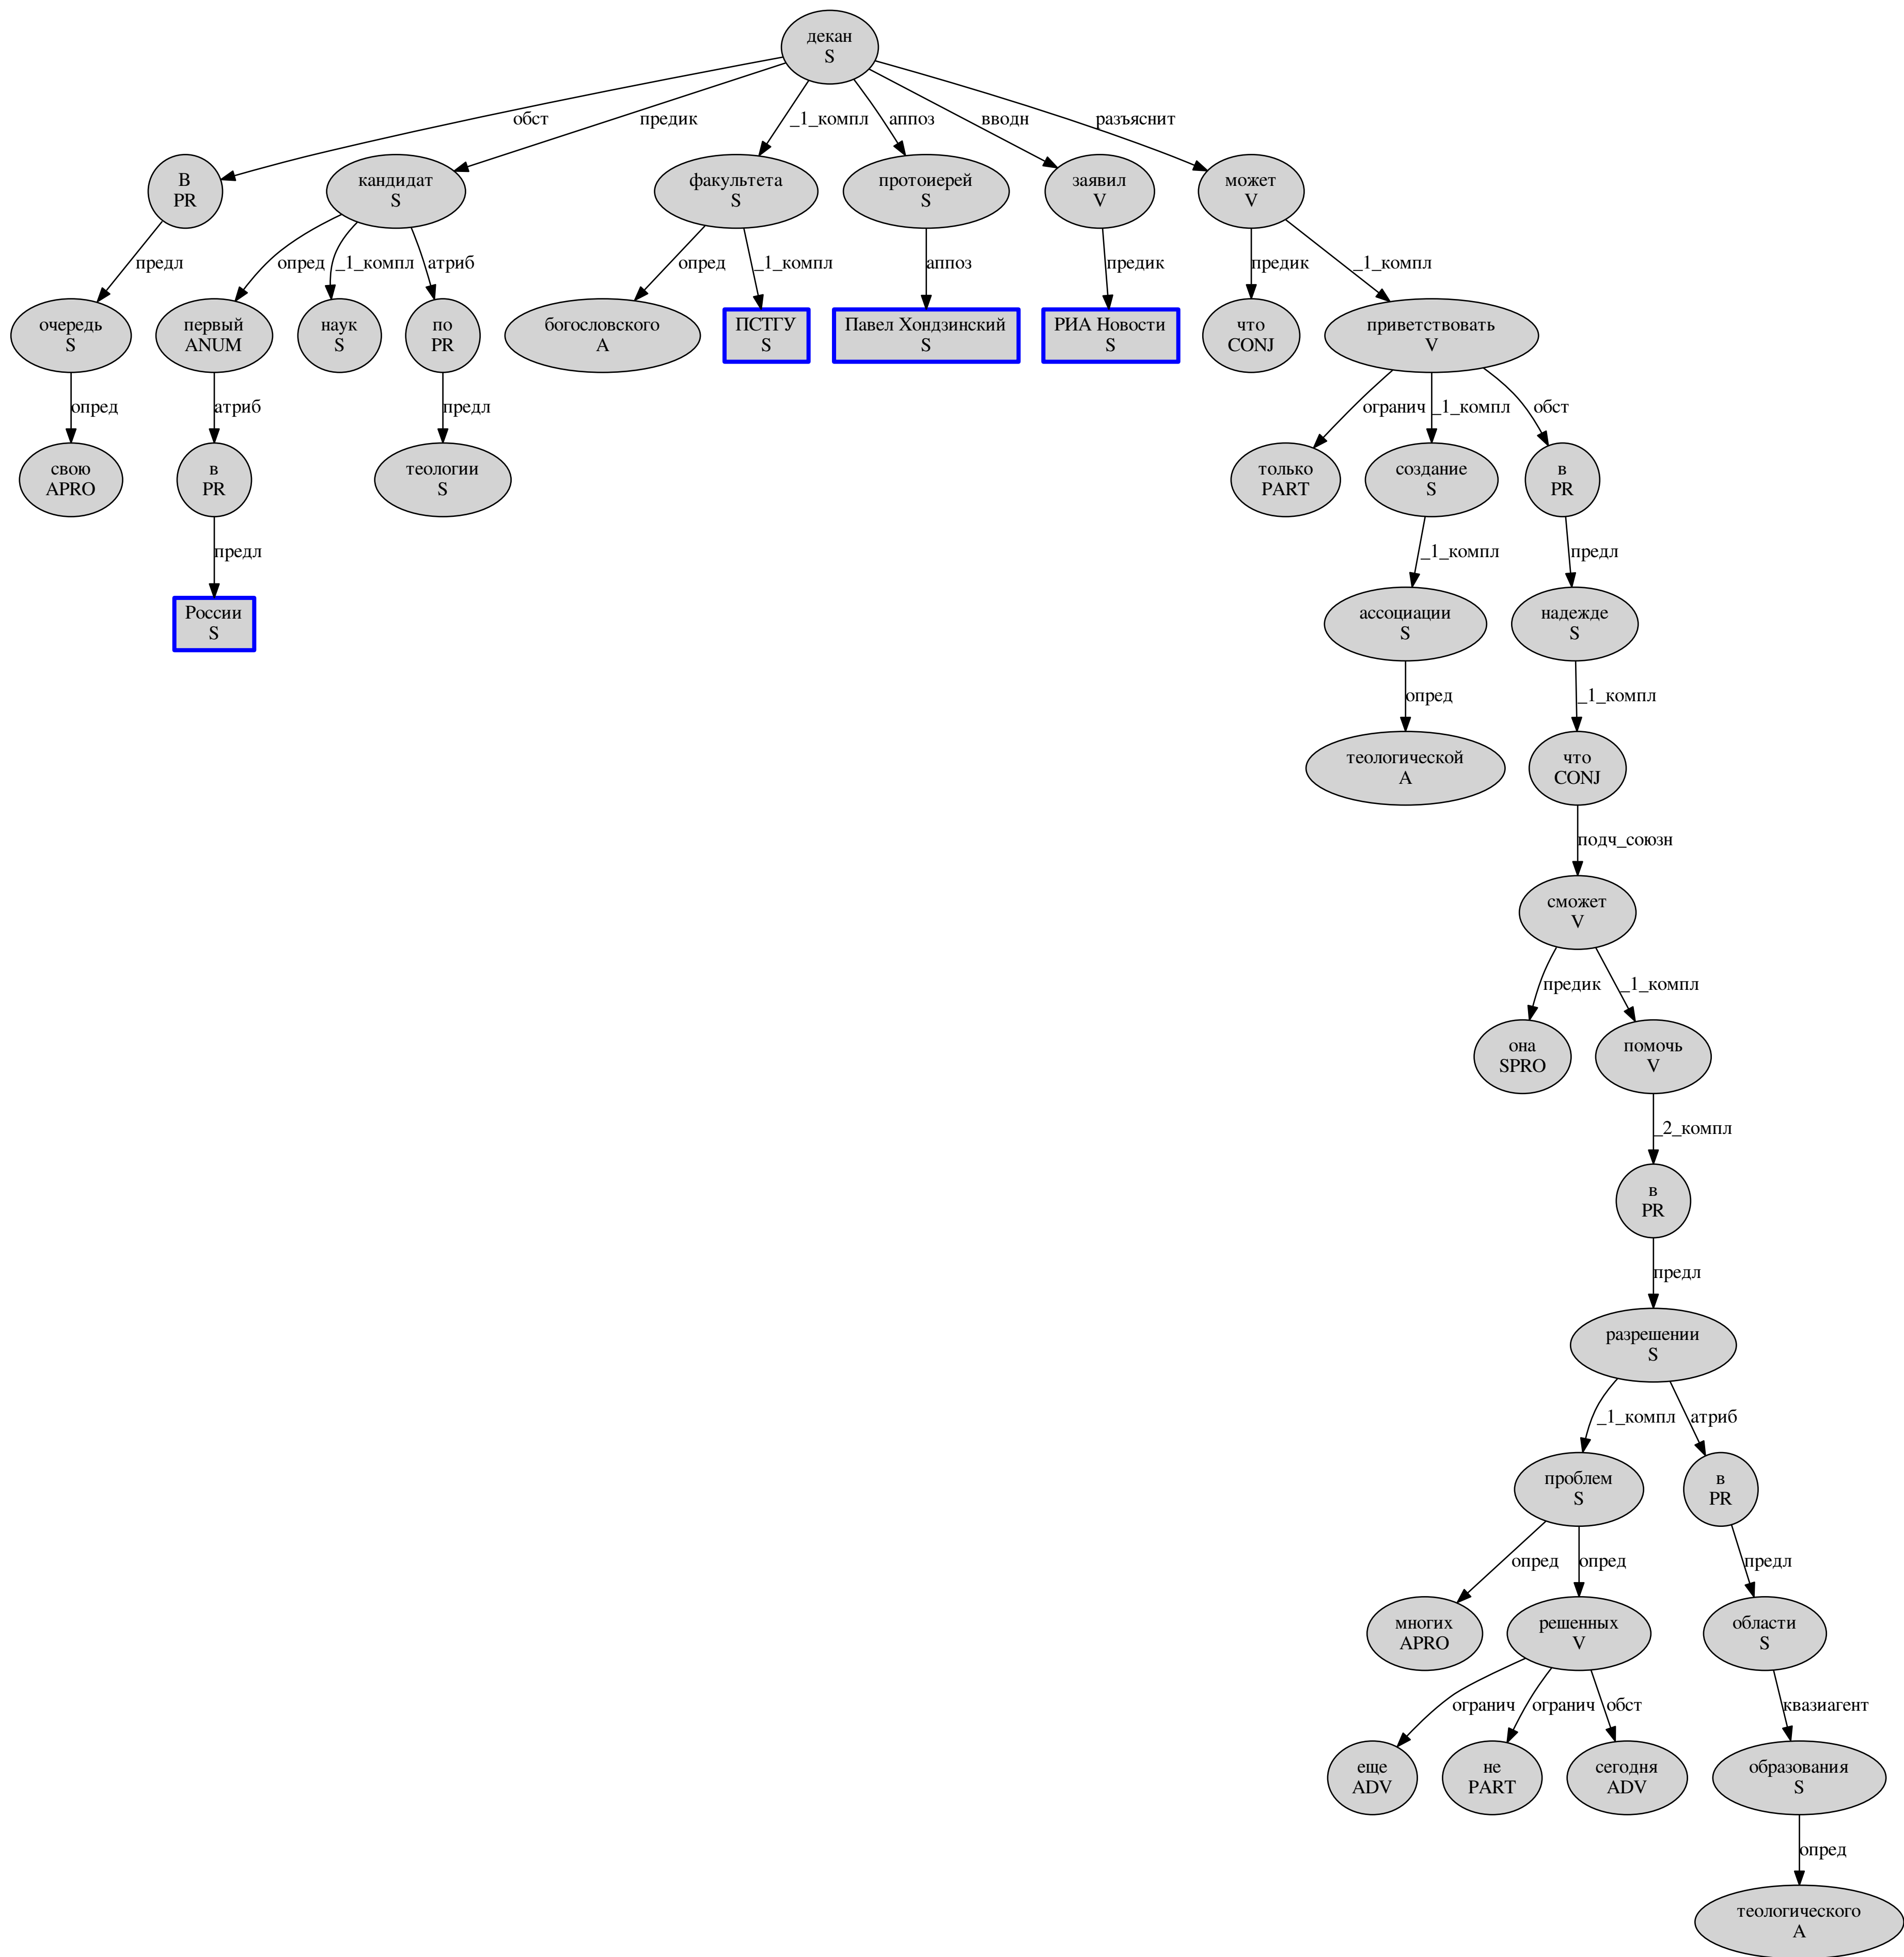 декан
S
обст
предик
_1_компл
аппоз
вводн
разъяснит
В
PR
кандидат
S
факультета
S
протоиерей
S
заявил
V
может
V
предл
опред
_1_компл
атриб
опред
_1_компл
аппоз
предик
предик
_1_компл
очередь
S
первый
ANUM
наук
S
по
PR
богословского
A
ПСТГУ
S
Павел Хондзинский
S
РИА Новости
S
что
CONJ
приветствовать
V
опред
атриб
предл
огранич
_1_компл
обст
свою
APRO
в
PR
теологии
S
только
PART
создание
S
в
PR
предл
_1_компл
предл
России
S
ассоциации
S
надежде
S
опред
_1_компл
теологической
A
что
CONJ
подч_союзн
сможет
V
предик
_1_компл
она
SPRO
помочь
V
_2_компл
в
PR
предл
разрешении
S
_1_компл
атриб
проблем
S
в
PR
опред
опред
предл
многих
APRO
решенных
V
области
S
огранич
огранич
обст
квазиагент
еще
ADV
не
PART
сегодня
ADV
образования
S
опред
теологического
A